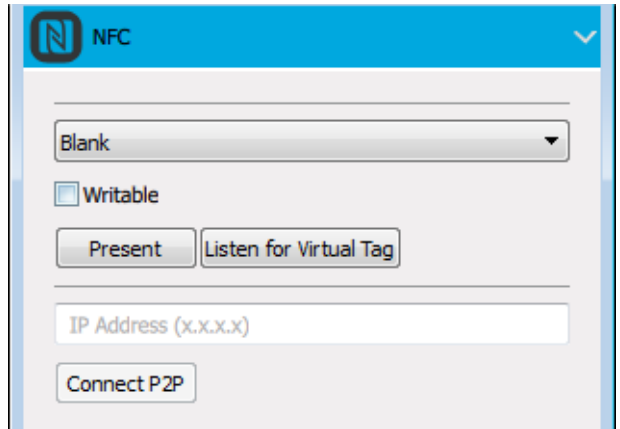 NFC
Blank
Writable
Present Listen for Virtual Tag
IP Address (x.x.x.x)
Connect P2P